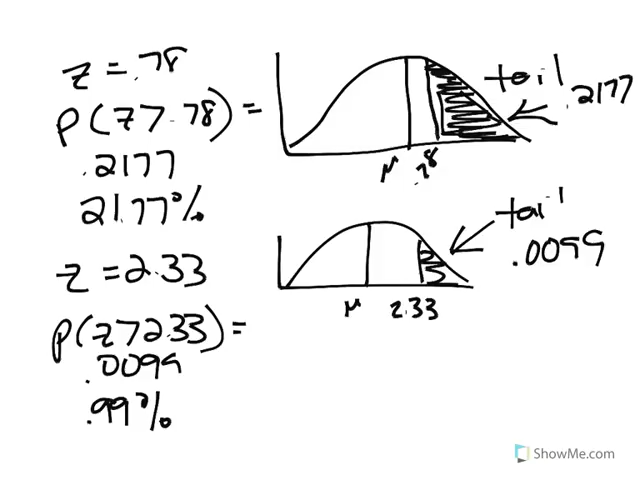 z = .78
P(z > .78) =
.2177
21.77%
z = 2.33
P(z > 2.33) =
.0099
.99%
tail
.2177
μ .78
tail
.0099
μ 2.33
ShowMe.com